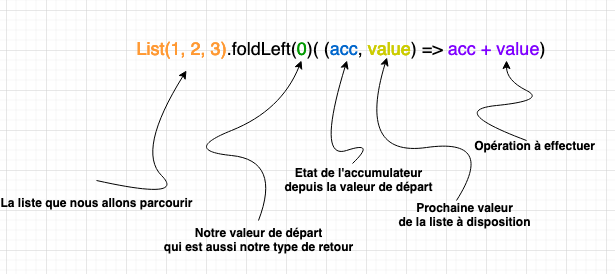 List(1, 2, 3).foldLeft(0)( (acc, value) => acc + value)
Opération à effectuer
Etat de l'accumulateur
depuis la valeur de départ
La liste que nous allons parcourir
Prochaine valeur
de la liste à disposition
Notre valeur de départ
qui est aussi notre type de retour